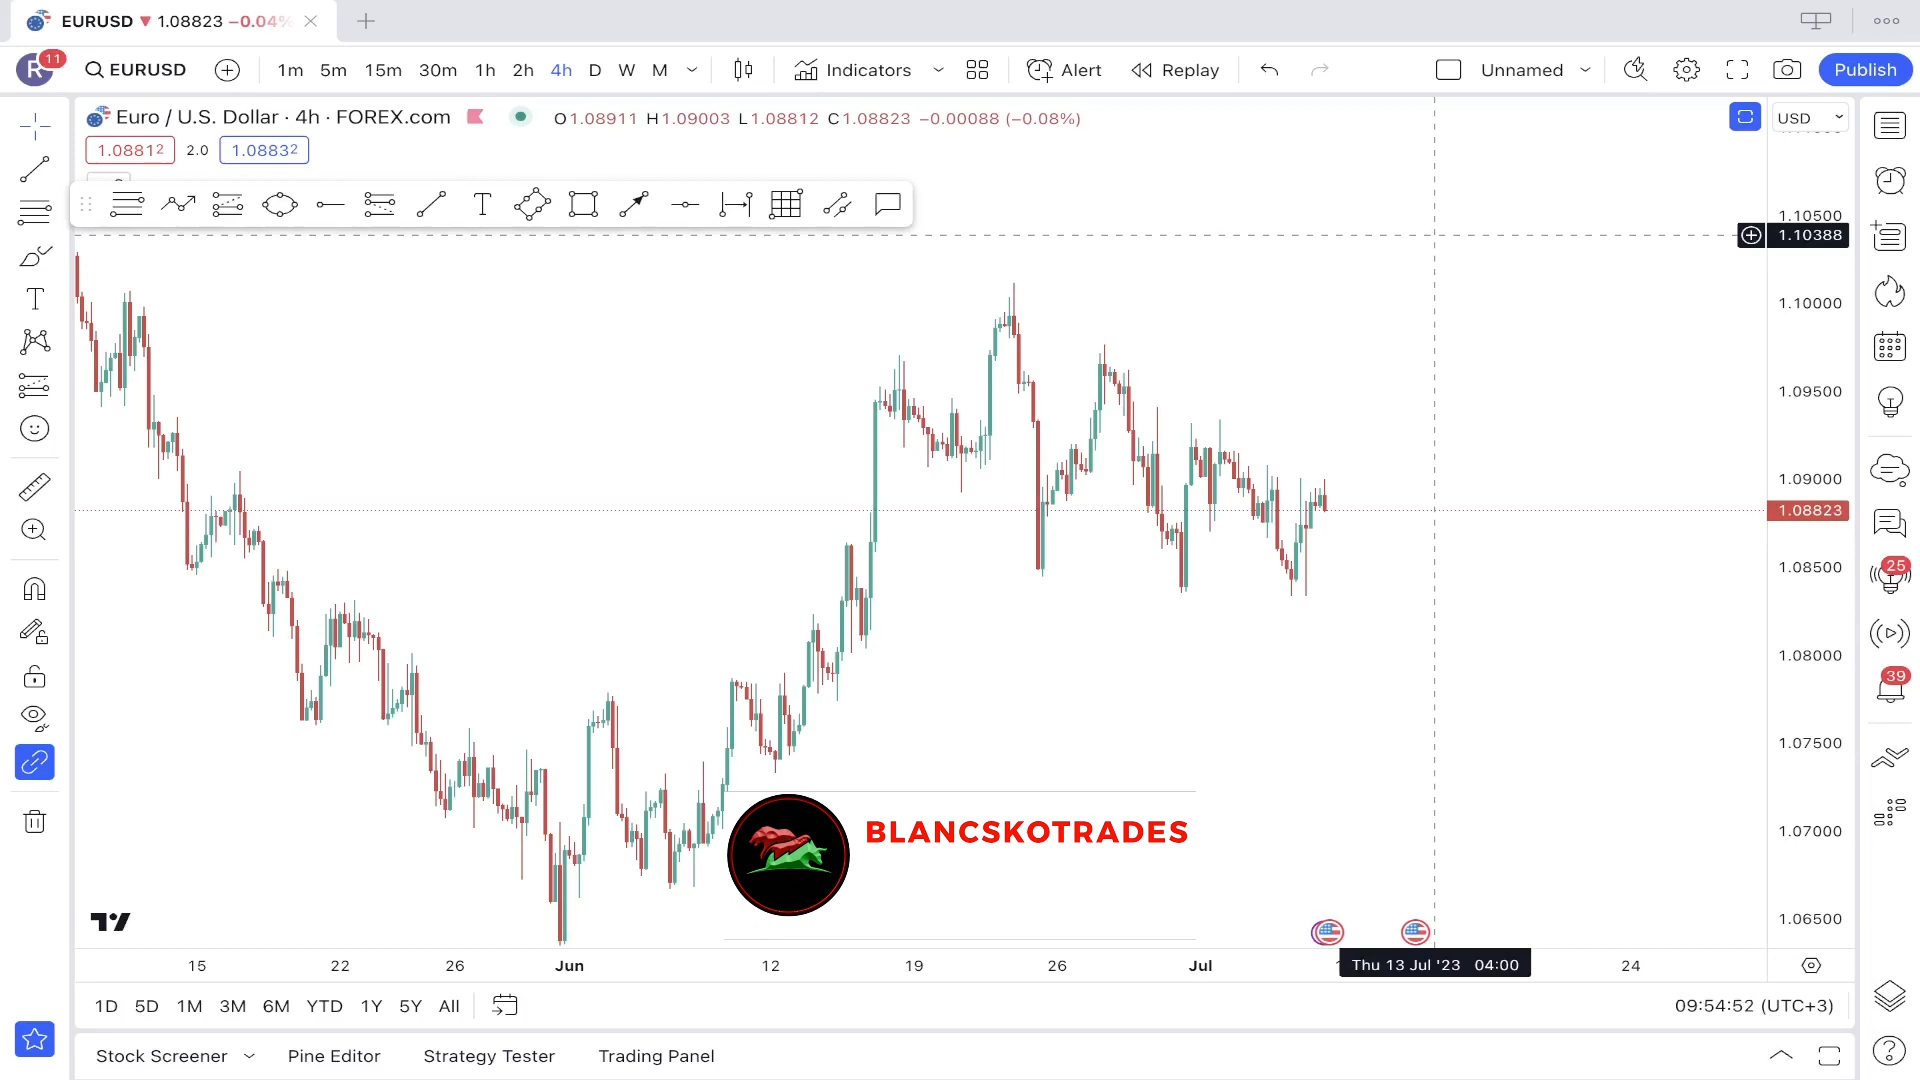 EURUSD ▼ 1.08823 −0.04%
R 11 EURUSD 1m 5m 15m 30m 1h 2h 4h D W M Indicators Alert Replay Unnamed Publish
Euro / U.S. Dollar · 4h · FOREX.com O1.08911 H1.09003 L1.08812 C1.08823 −0.00088 (−0.08%) USD
1.08812 2.0 1.08832
1.10500
1.10388
1.10000
1.09500
1.09000
1.08823
1.08500
25
1.08000
39
1.07500
1.07000
BLANCSKOTRADES
1.06500
15 22 26 Jun 12 19 26 Jul Thu 13 Jul '23 04:00 24
1D 5D 1M 3M 6M YTD 1Y 5Y All 09:54:52 (UTC+3)
Stock Screener Pine Editor Strategy Tester Trading Panel